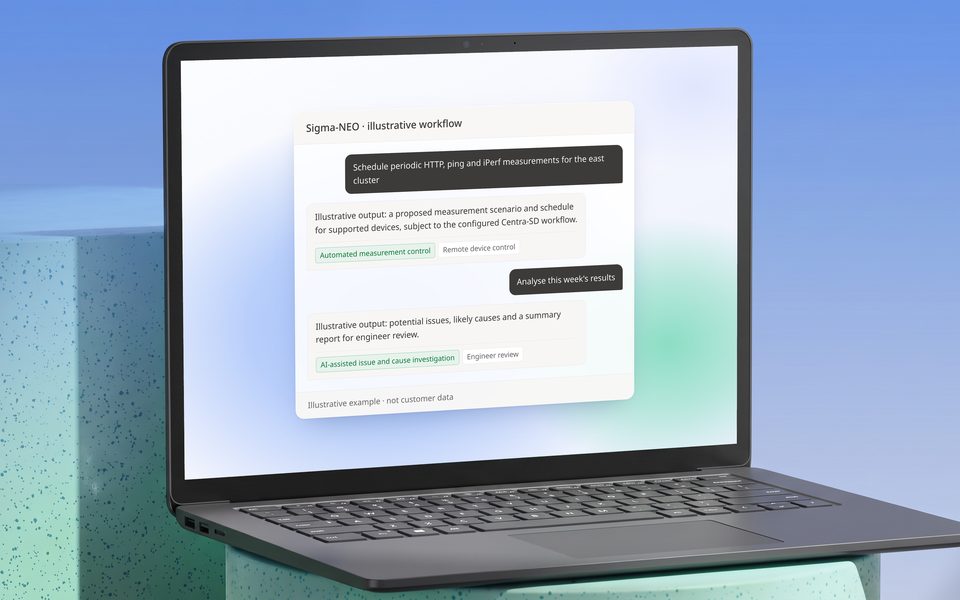 Sigma-NEO · illustrative workflow
Schedule periodic HTTP, ping and iPerf measurements for the east
cluster
Illustrative output: a proposed measurement scenario and schedule
for supported devices, subject to the configured Centra-SD workflow.
Automated measurement control
Remote device control
Analyse this week's results
Illustrative output: potential issues, likely causes and a summary
report for engineer review.
AI-assisted issue and cause investigation
Engineer review
Illustrative example · not customer data